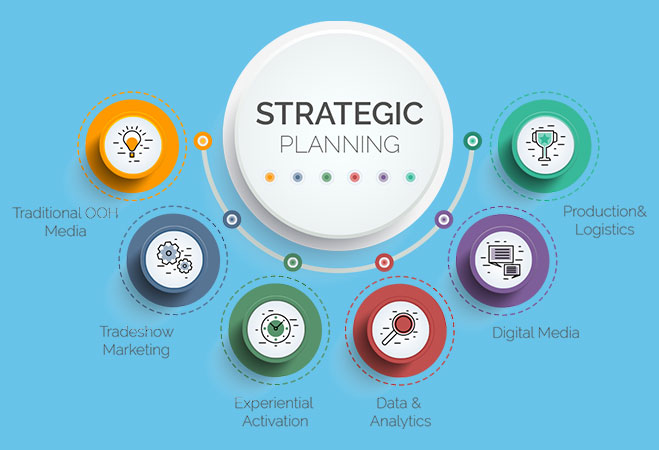 STRATEGIC
PLANNING
Traditional OOH
Media
Tradeshow
Marketing
Experiential
Activation
Data &
Analytics
Digital Media
Production&
Logistics